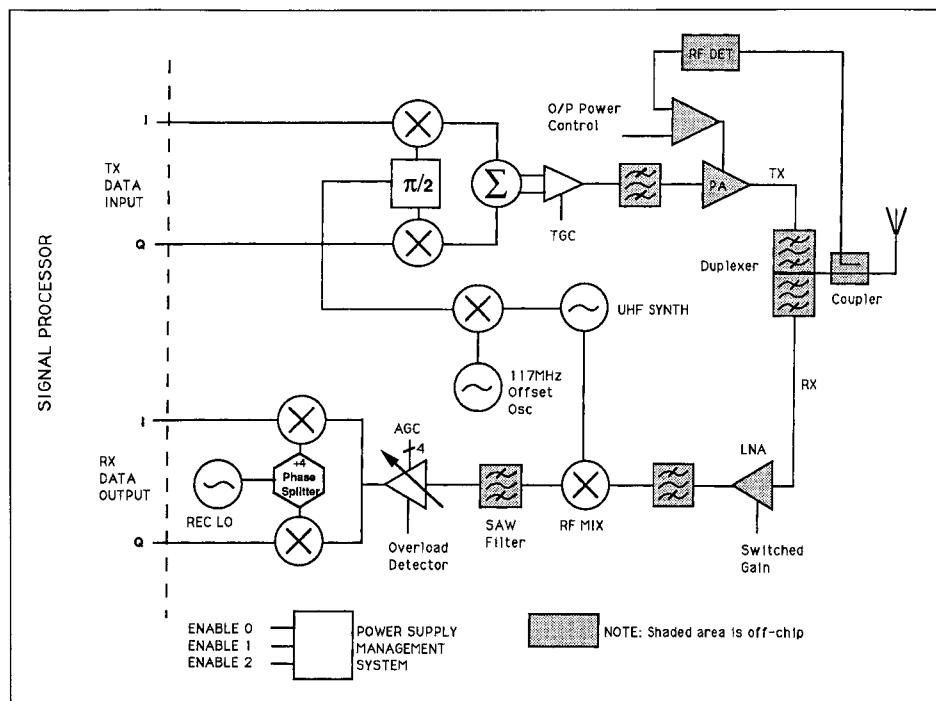 RF DET
O/P Power
Control
I
TX
DATA
INPUT
π/2
Σ
PA
TX
TGC
Q
Duplexer
Coupler
SIGNAL PROCESSOR
UHF SYNTH
117MHz
Offset
Osc
RX
I
AGC
4
LNA
RX
DATA
OUTPUT
÷4
Phase
Splitter
REC LO
SAW
Filter
RF MIX
Q
Overload
Detector
Switched
Gain
ENABLE 0
ENABLE 1
ENABLE 2
POWER SUPPLY
MANAGEMENT
SYSTEM
NOTE: Shaded area is off-chip